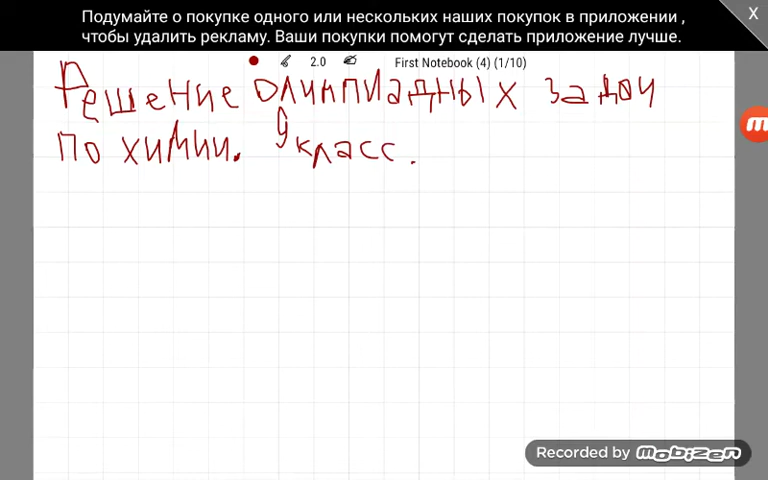 Подумайте о покупке одного или нескольких наших покупок в приложении ,
чтобы удалить рекламу. Ваши покупки помогут сделать приложение лучше.
X
2.0 First Notebook (4) (1/10)
Решение олимпиадных задач
по химии. 9 класс.
Recorded by mobizen